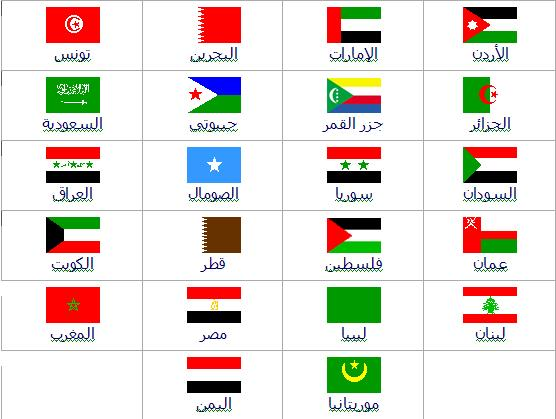 الأردن
الإمارات
البحرين
تونس
الجزائر
جزر القمر
جيبوتي
السعودية
السودان
سوريا
الصومال
العراق
عمان
فلسطين
قطر
الكويت
لبنان
ليبيا
مصر
المغرب
موريتانيا
اليمن